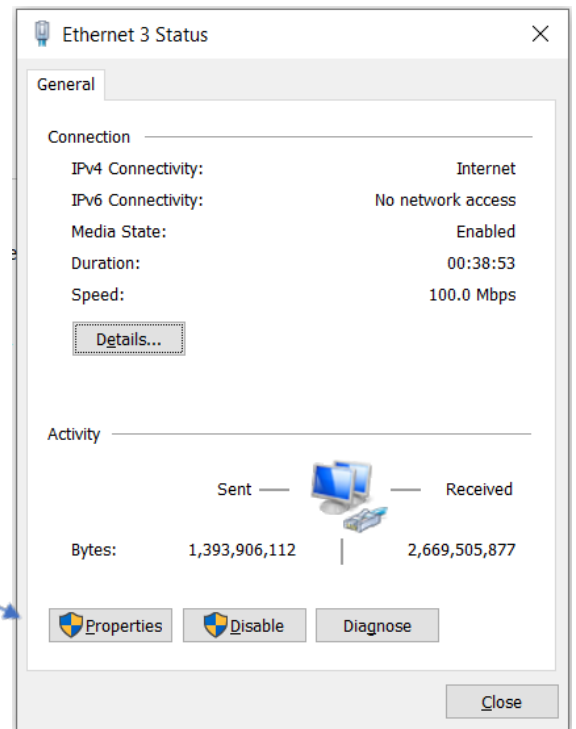 Ethernet 3 Status
General
Connection
IPv4 Connectivity: Internet
IPv6 Connectivity: No network access
Media State: Enabled
Duration: 00:38:53
Speed: 100.0 Mbps
Details...
Activity
Sent Received
Bytes: 1,393,906,112 2,669,505,877
Properties Disable Diagnose
Close